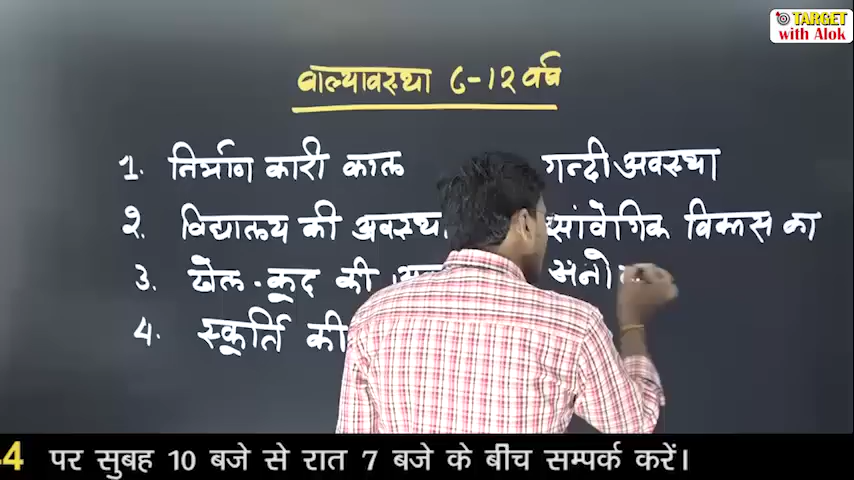 TARGET
with Alok
बाल्यावस्था 6-12 वर्ष
1. निर्माण कारी काल
गन्दी अवस्था
2. विद्यालय की अवस्थ
सांवेगिक विकास का
3. खेल-कूद की
4. स्फूर्ति की
4 पर सुबह 10 बजे से रात 7 बजे के बीच सम्पर्क करें।